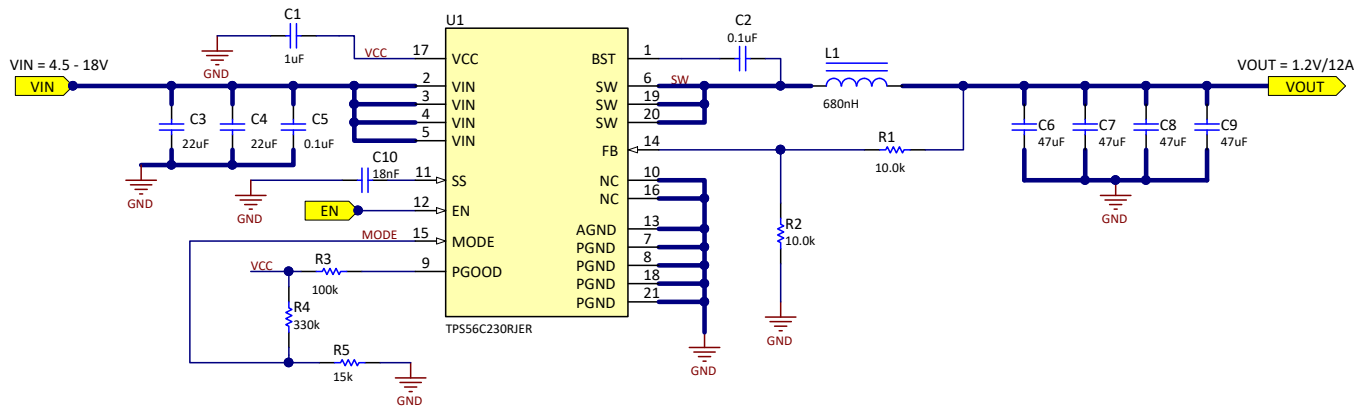 U1
C1
1uF
GND
VCC
17
VCC
VIN = 4.5 - 18V
VIN
2
VIN
3
VIN
4
VIN
5
VIN
C3
22uF
C4
22uF
C5
0.1uF
GND
C10
18nF
GND
11
SS
EN
12
EN
MODE
15
MODE
VCC
R3
100k
9
PGOOD
R4
330k
R5
15k
GND
TPS56C230RJER
BST
1
C2
0.1uF
SW
6
SW
SW
19
SW
20
L1
680nH
VOUT = 1.2V/12A
VOUT
FB
14
R1
10.0k
R2
10.0k
GND
C6
47uF
C7
47uF
C8
47uF
C9
47uF
GND
NC
10
NC
16
AGND
13
PGND
7
PGND
8
PGND
18
PGND
21
GND